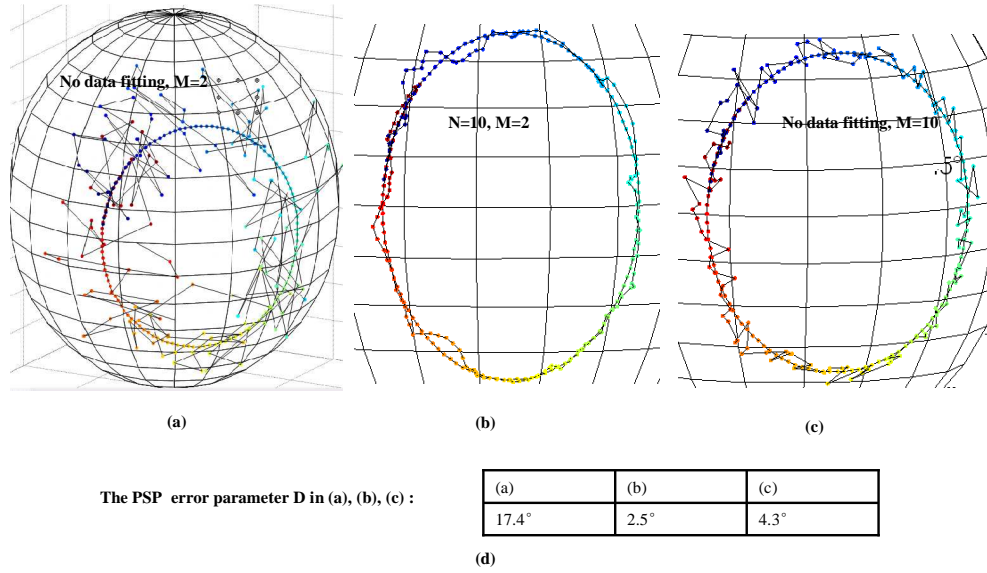 No data fitting, M=2
N=10, M=2
No data fitting, M=10
(a)
(b)
(c)
The PSP error parameter D in (a), (b), (c) :
(a) (b) (c)
17.4° 2.5° 4.3°
(d)